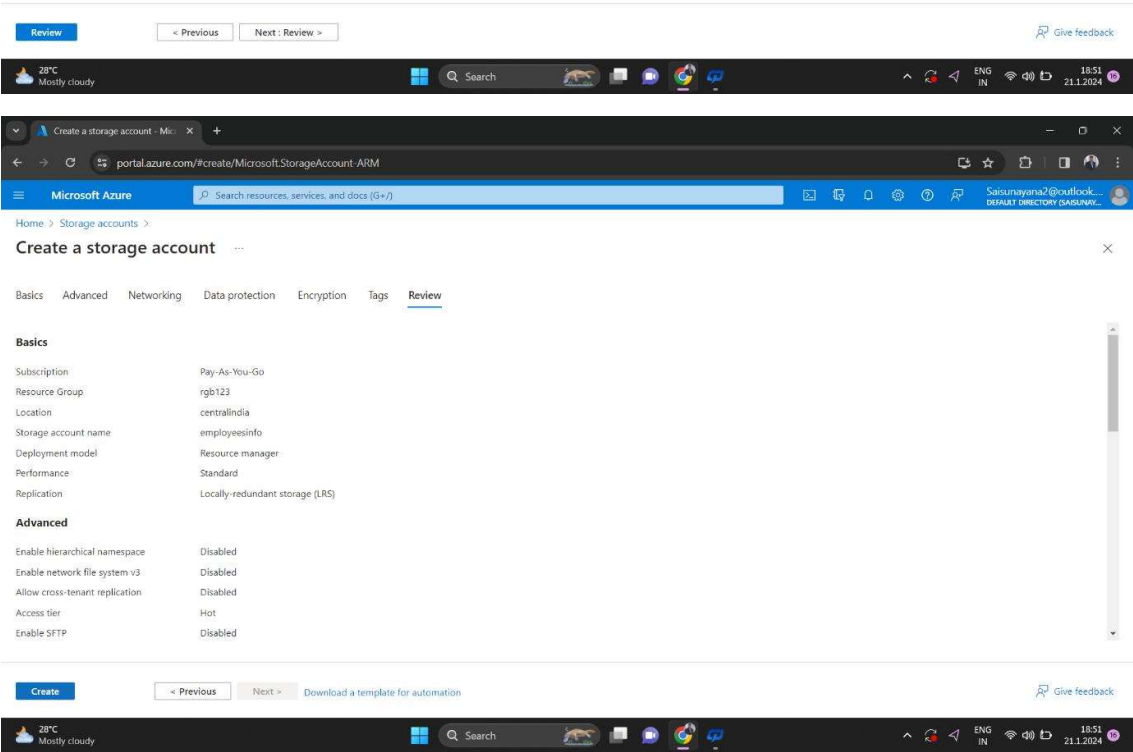 Review < Previous Next : Review > Give feedback
28°C
Mostly cloudy
Search
ENG
IN
18:51
21.1.2024
16
Create a storage account - Mic
portal.azure.com/#create/Microsoft.StorageAccount-ARM
Microsoft Azure
Search resources, services, and docs (G+/)
Saisunayana2@outlook....
DEFAULT DIRECTORY (SAISUNAY...
Home > Storage accounts >
Create a storage account ...
Basics Advanced Networking Data protection Encryption Tags Review
Basics
Subscription Pay-As-You-Go
Resource Group rgb123
Location centralindia
Storage account name employeesinfo
Deployment model Resource manager
Performance Standard
Replication Locally-redundant storage (LRS)
Advanced
Enable hierarchical namespace Disabled
Enable network file system v3 Disabled
Allow cross-tenant replication Disabled
Access tier Hot
Enable SFTP Disabled
Create < Previous Next > Download a template for automation Give feedback
28°C
Mostly cloudy
Search
ENG
IN
18:51
21.1.2024
16